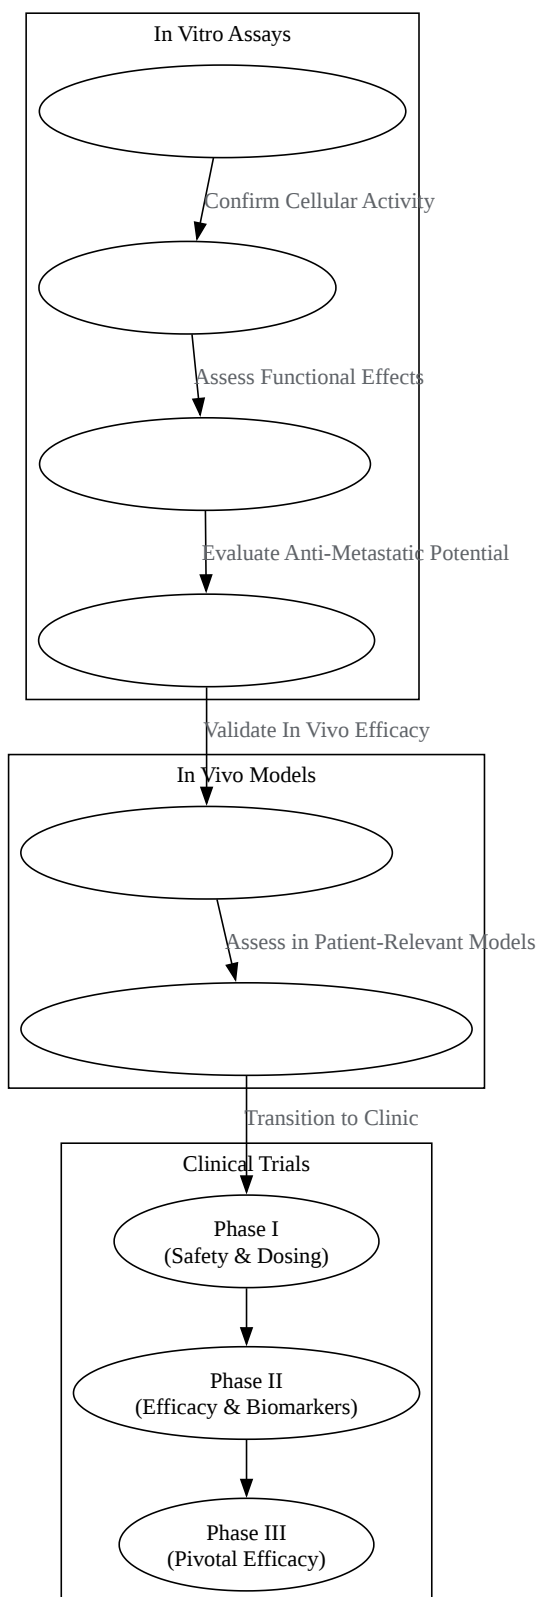 In Vitro Assays
Confirm Cellular Activity
Assess Functional Effects
Evaluate Anti-Metastatic Potential
Validate In Vivo Efficacy
In Vivo Models
Assess in Patient-Relevant Models
Transition to Clinic
Clinical Trials
Phase I
(Safety & Dosing)
Phase II
(Efficacy & Biomarkers)
Phase III
(Pivotal Efficacy)